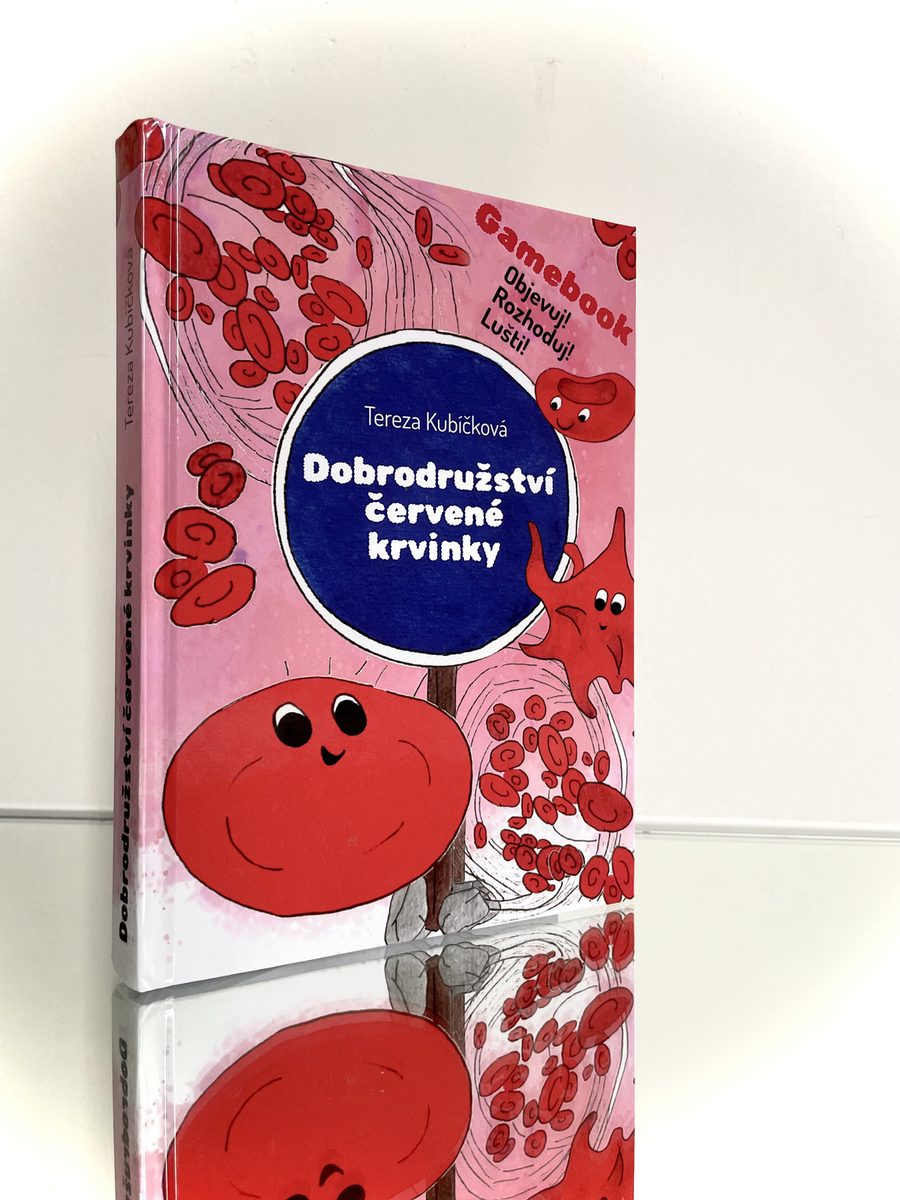 Gamebook
Objevuj!
Rozhoduj!
Lušti!
Tereza Kubíčková
Dobrodružství
červené
krvinky
Dobrodružství červené krvinky Tereza Kubíčková